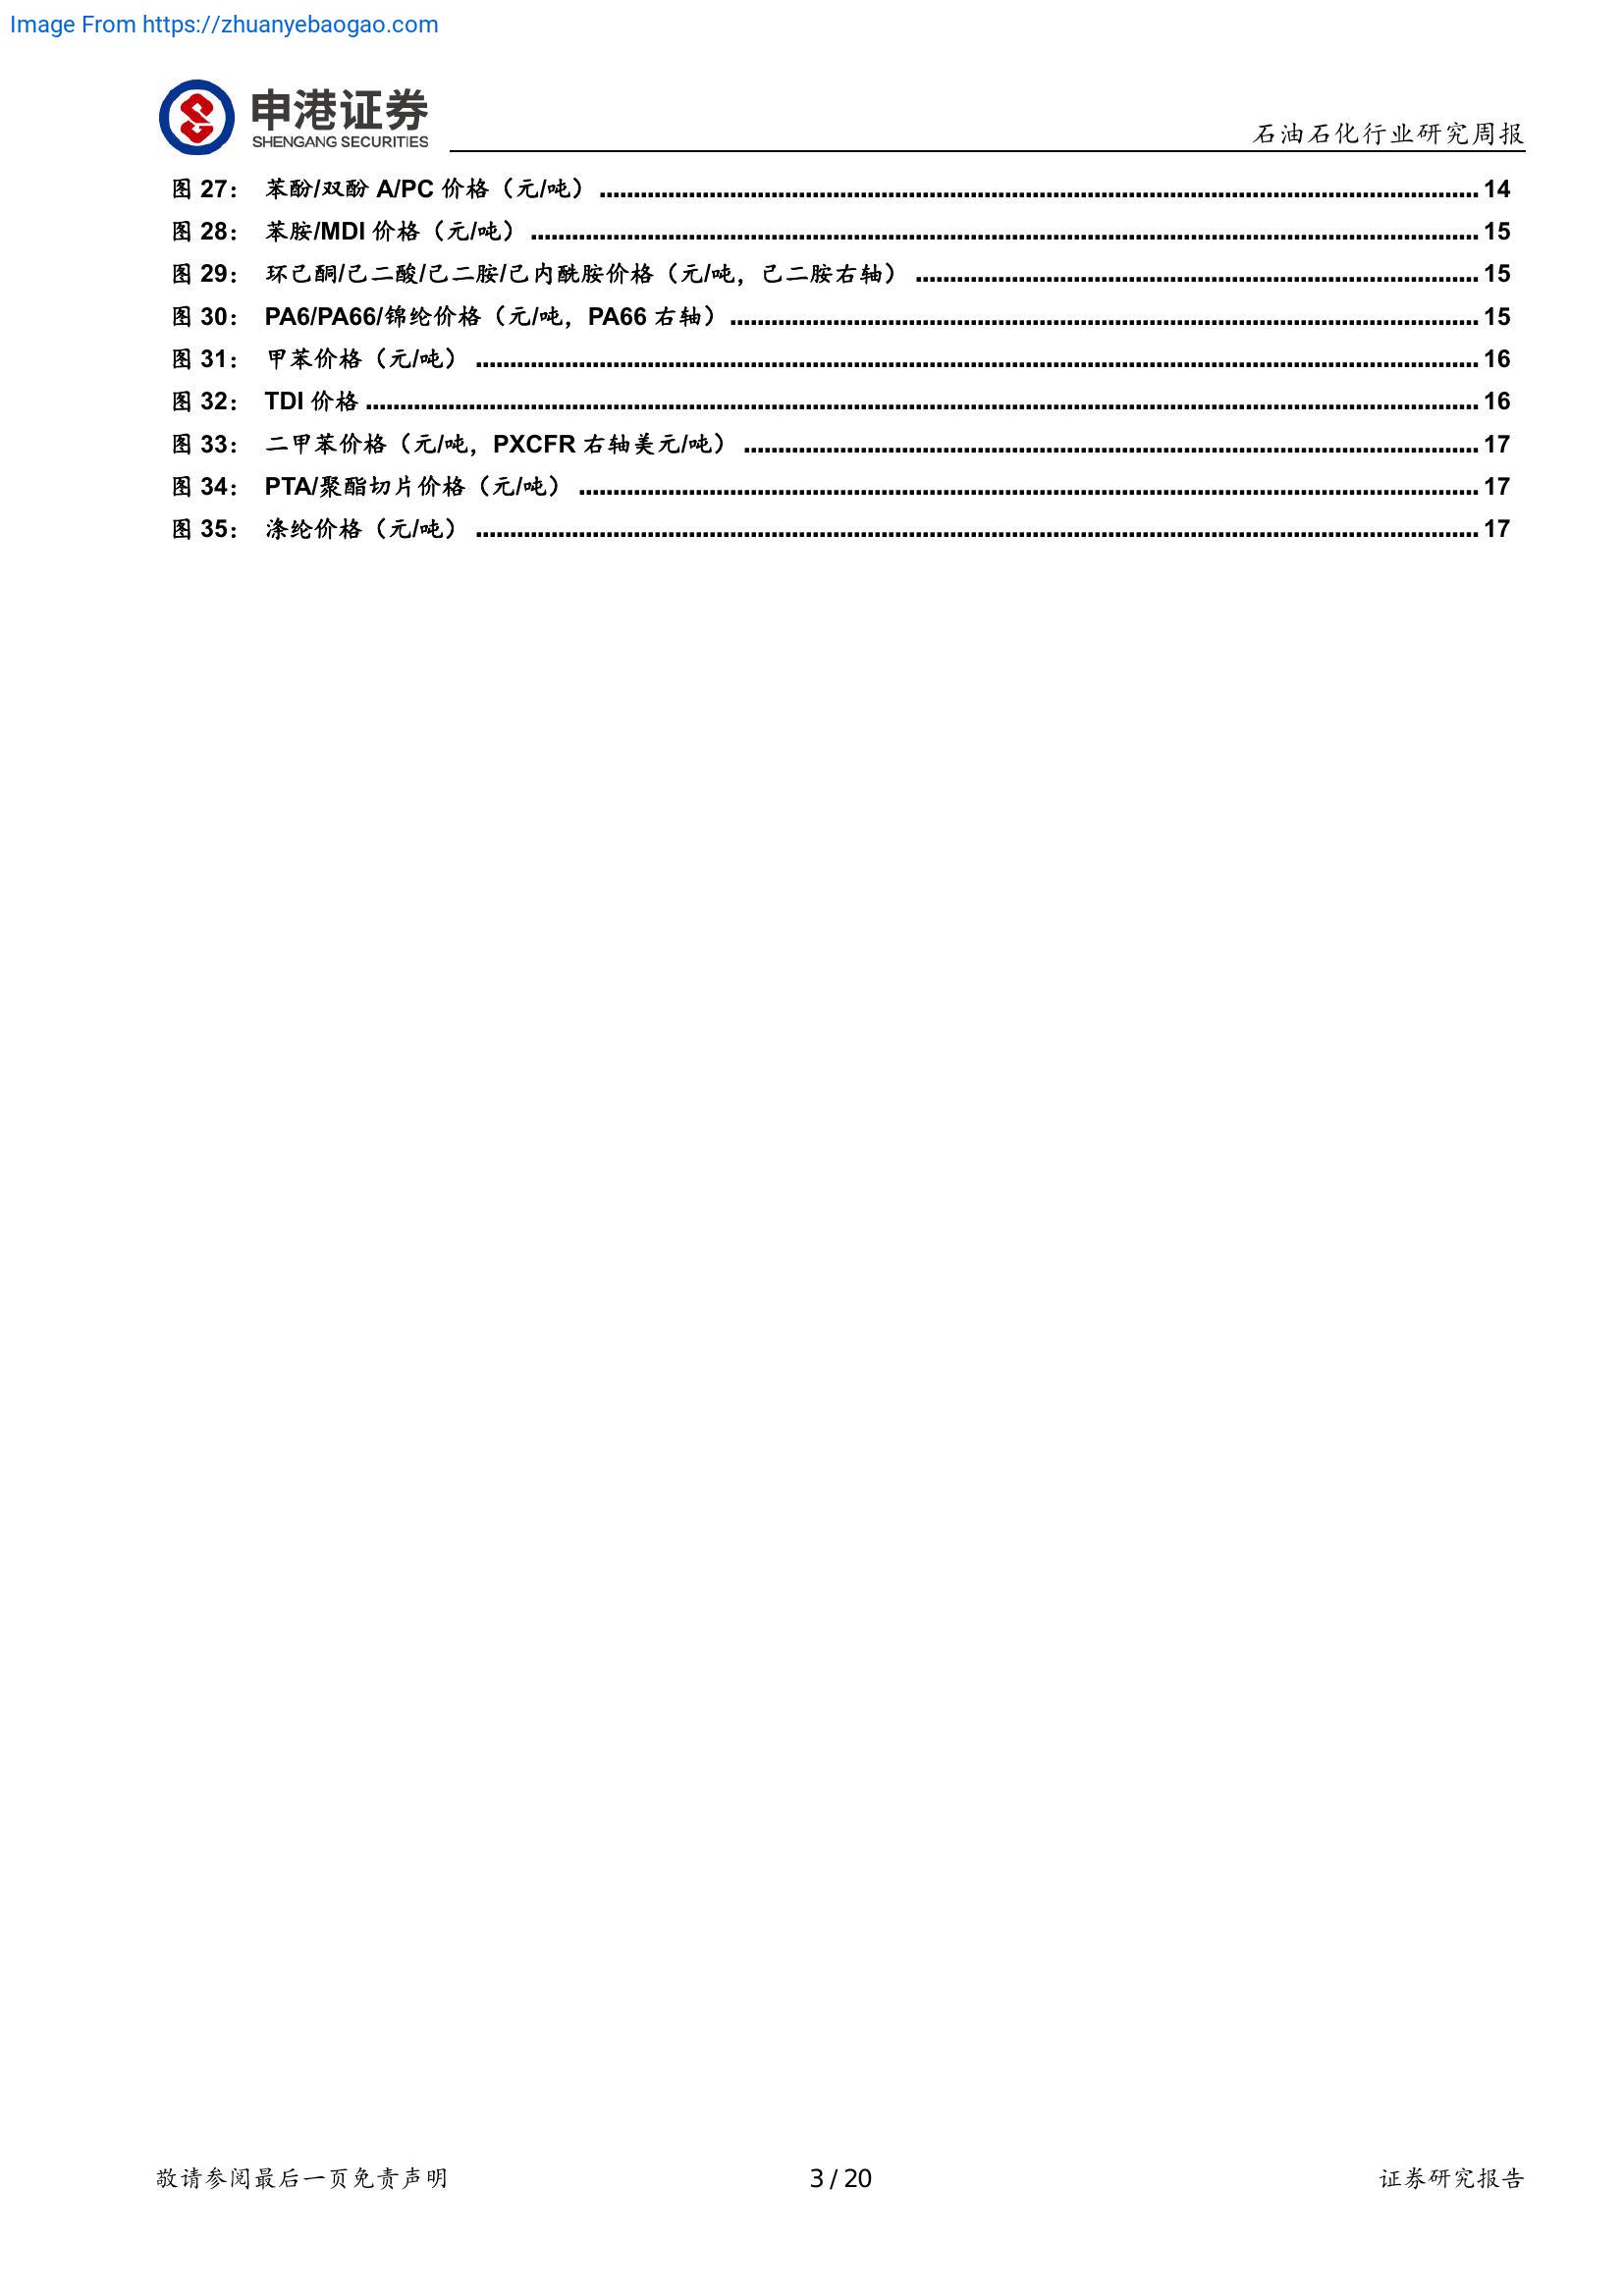 Image From https://zhuanyebaogao.com
申港证券
SHENGANG SECURITIES
石油石化行业研究周报
图 27： 苯酚/双酚 A/PC 价格（元/吨） 14
图 28： 苯胺/MDI 价格（元/吨） 15
图 29： 环己酮/己二酸/己二胺/己内酰胺价格（元/吨，己二胺右轴） 15
图 30： PA6/PA66/锦纶价格（元/吨，PA66 右轴） 15
图 31： 甲苯价格（元/吨） 16
图 32： TDI 价格 16
图 33： 二甲苯价格（元/吨，PXCFR 右轴美元/吨） 17
图 34： PTA/聚酯切片价格（元/吨） 17
图 35： 涤纶价格（元/吨） 17
敬请参阅最后一页免责声明 3 / 20 证券研究报告